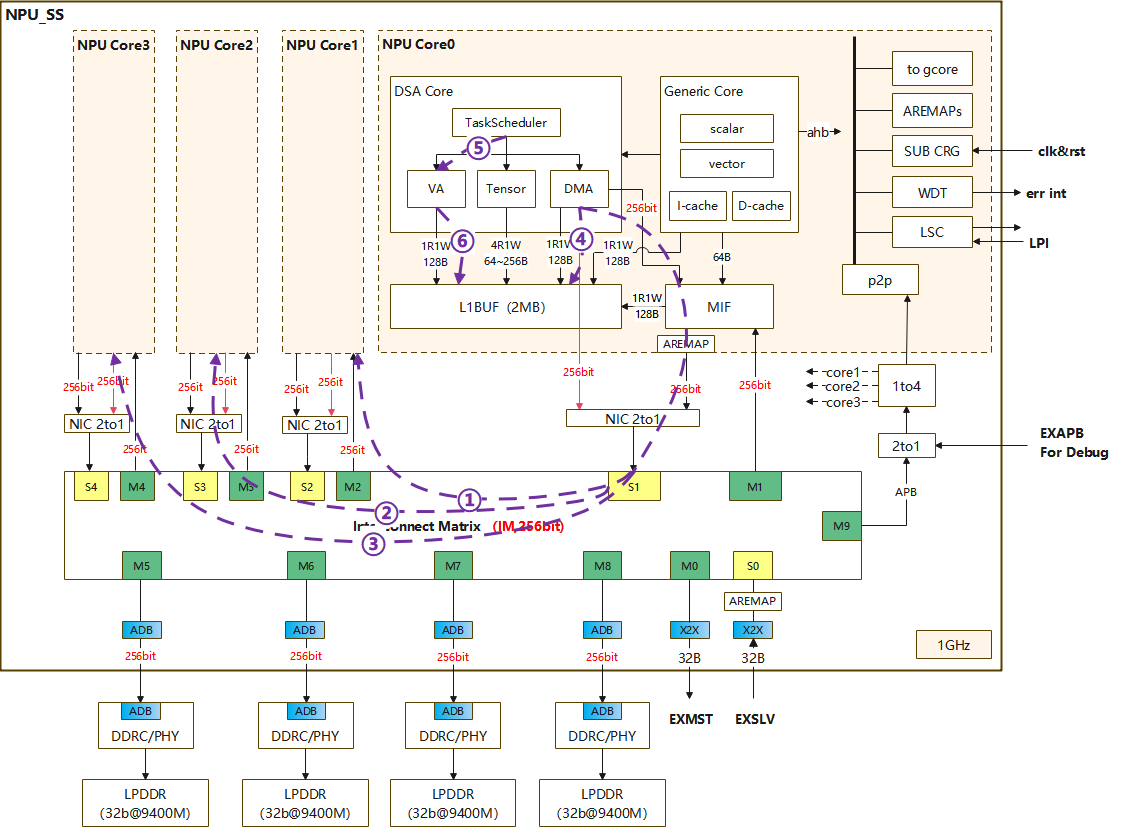 NPU_SS
NPU Core3
NPU Core2
NPU Core1
NPU Core0
DSA Core
TaskScheduler
⑤
VA
Tensor
DMA
Generic Core
scalar
vector
I-cache
D-cache
ahb
to gcore
AREMAPs
SUB CRG
clk&rst
WDT
err int
LSC
LPI
p2p
256bit
⑥
④
1R1W
128B
4R1W
64~256B
1R1W
128B
1R1W
128B
64B
L1BUF (2MB)
1R1W
128B
MIF
AREMAP
256bit
256bit
256it
256it
256it
256it
256bit
256bit
256bit
core1
core2
core3
1to4
NIC 2to1
NIC 2to1
NIC 2to1
NIC 2to1
256it
256it
256it
2to1
EXAPB
For Debug
APB
S4
M4
S3
M3
S2
M2
S1
M1
①
②
③
Interconnect Matrix (IM,256bit)
M9
M5
M6
M7
M8
M0
S0
AREMAP
ADB
ADB
ADB
ADB
X2X
X2X
256bit
256bit
256bit
256bit
32B
32B
1GHz
EXMST
EXSLV
ADB
DDRC/PHY
ADB
DDRC/PHY
ADB
DDRC/PHY
ADB
DDRC/PHY
LPDDR
(32b@9400M)
LPDDR
(32b@9400M)
LPDDR
(32b@9400M)
LPDDR
(32b@9400M)